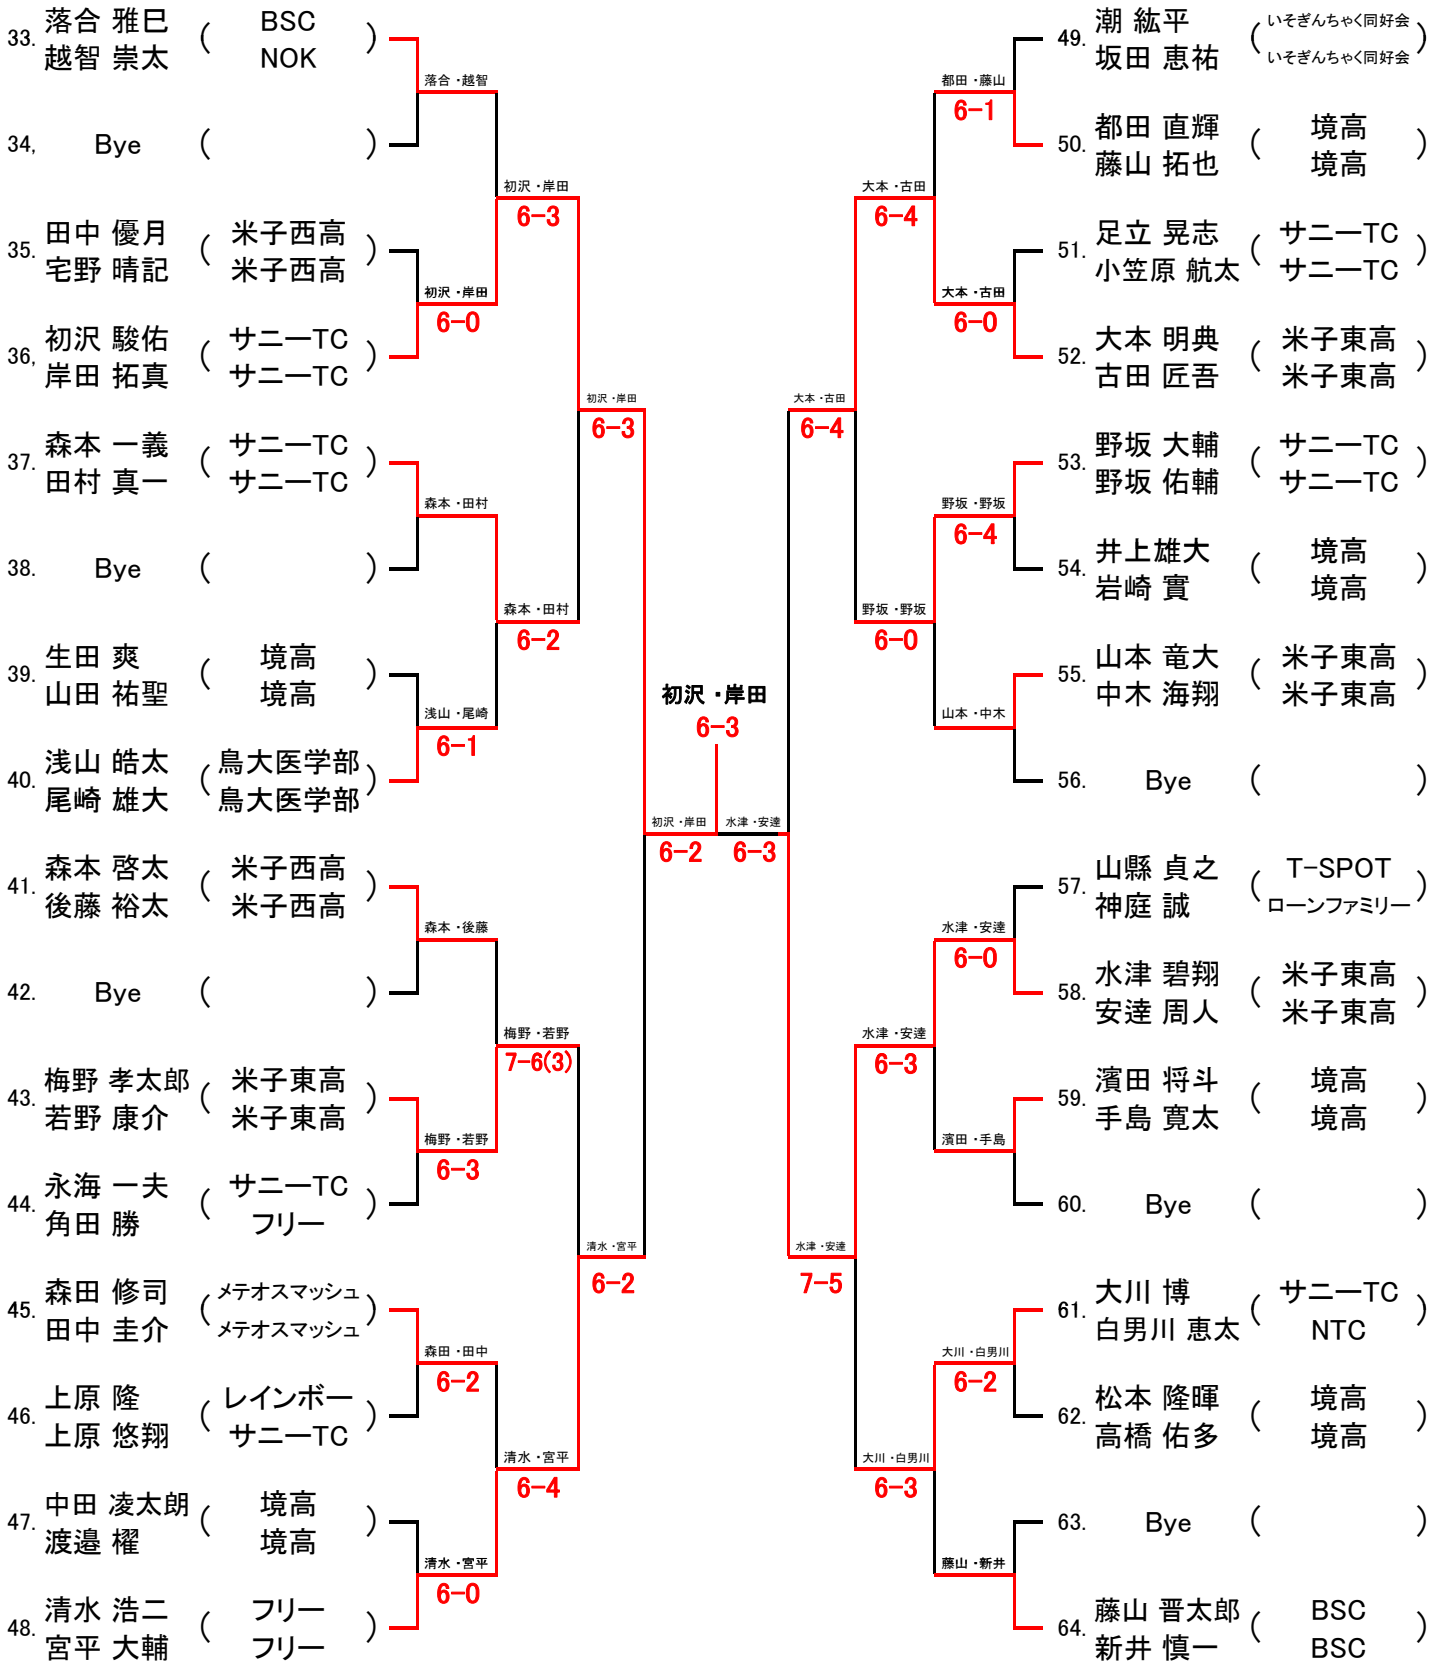 33. 落合 雅巳 ( BSC )
越智 崇太 NOK
落合・越智
34, Bye ( )
初沢・岸田
6-3
35. 田中 優月 ( 米子西高 )
宅野 晴記 米子西高
初沢・岸田
6-0
36, 初沢 駿佑 ( サニーTC )
岸田 拓真 サニーTC
初沢・岸田
6-3
37. 森本 一義 ( サニーTC )
田村 真一 サニーTC
森本・田村
38. Bye ( )
森本・田村
6-2
39. 生田 爽 ( 境高 )
山田 祐聖 境高
浅山・尾崎
6-1
40. 浅山 皓太 ( 鳥大医学部 )
尾崎 雄大 鳥大医学部
初沢・岸田
6-2
41. 森本 啓太 ( 米子西高 )
後藤 裕太 米子西高
森本・後藤
42. Bye ( )
梅野・若野
7-6(3)
43. 梅野 孝太郎 ( 米子東高 )
若野 康介 米子東高
梅野・若野
6-3
44. 永海 一夫 ( サニーTC )
角田 勝 フリー
清水・宮平
6-2
45. 森田 修司 ( メテオスマッシュ )
田中 圭介 メテオスマッシュ
森田・田中
6-2
46. 上原 隆 ( レインボー )
上原 悠翔 サニーTC
清水・宮平
6-4
47. 中田 凌太朗 ( 境高 )
渡邉 櫂 境高
清水・宮平
6-0
48. 清水 浩二 ( フリー )
宮平 大輔 フリー
初沢・岸田
6-3
49. 潮 紘平 ( いそぎんちゃく同好会 )
坂田 恵祐 いそぎんちゃく同好会
都田・藤山
6-1
50. 都田 直輝 ( 境高 )
藤山 拓也 境高
大本・古田
6-4
51. 足立 晃志 ( サニーTC )
小笠原 航太 サニーTC
大本・古田
6-0
52. 大本 明典 ( 米子東高 )
古田 匠吾 米子東高
大本・古田
6-4
53. 野坂 大輔 ( サニーTC )
野坂 佑輔 サニーTC
野坂・野坂
6-4
54. 井上雄大 ( 境高 )
岩崎 實 境高
野坂・野坂
6-0
55. 山本 竜大 ( 米子東高 )
中木 海翔 米子東高
山本・中木
56. Bye ( )
水津・安達
6-3
57. 山縣 貞之 ( T-SPOT )
神庭 誠 ローンファミリー
水津・安達
6-0
58. 水津 碧翔 ( 米子東高 )
安達 周人 米子東高
水津・安達
6-3
59. 濱田 将斗 ( 境高 )
手島 寛太 境高
濱田・手島
60. Bye ( )
水津・安達
7-5
61. 大川 博 ( サニーTC )
白男川 恵太 NTC
大川・白男川
6-2
62. 松本 隆暉 ( 境高 )
高橋 佑多 境高
大川・白男川
6-3
63. Bye ( )
藤山・新井
64. 藤山 晋太郎 ( BSC )
新井 慎一 BSC